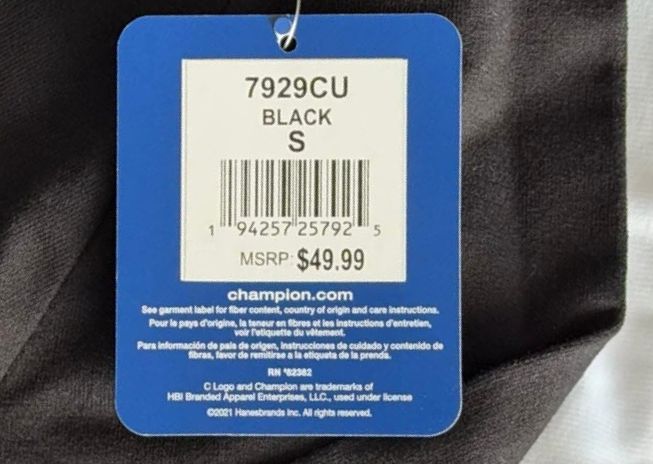 7929CU
BLACK
S
1 94257 25792 5
MSRP: $49.99
champion.com
See garment label for fiber content, country of origin and care instructions.
Pour le pays d'origine, la teneur en fibres et les instructions d'entretien,
voir l'etiquette du vêtement.
Para información de país de origen, instrucciones de cuidado y contenido de
fibras, favor de remitirse a la etiqueta de la prenda.
RN *82382
C Logo and Champion are trademarks of
HBI Branded Apparel Enterprises, LLC., used under license
©2021 Hanesbrands Inc. All rights reserved.